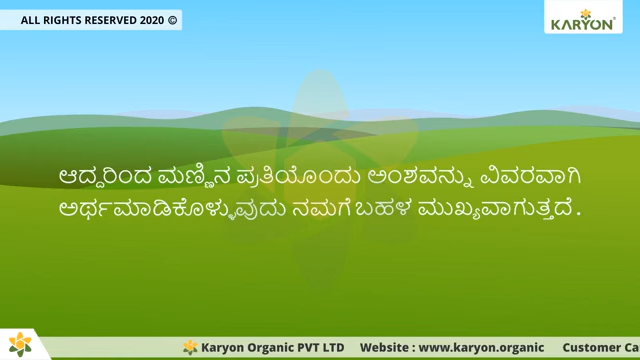 ALL RIGHTS RESERVED 2020 ©
KARYON®
ಆದ್ದರಿಂದ ಮಣ್ಣಿನ ಪ್ರತಿಯೊಂದು ಅಂಶವನ್ನು ವಿವರವಾಗಿ
ಅರ್ಥಮಾಡಿಕೊಳ್ಳುವುದು ನಮಗೆ ಬಹಳ ಮುಖ್ಯವಾಗುತ್ತದೆ.
Karyon Organic PVT LTD Website : www.karyon.organic Customer Ca